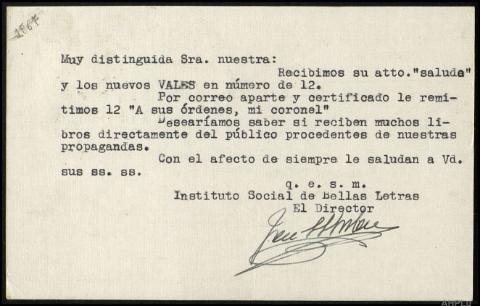 1967
Muy distinguida Sra. nuestra:
Recibimos su atto."saluda"
y los nuevos VALES en número de 12.
Por correo aparte y certificado le remi-
timos 12 "A sus órdenes, mi coronel"
Desearíamos saber si reciben muchos li-
bros directamente del público procedentes de nuestras
propagandas.
Con el afecto de siempre le saludan a Vd.
sus ss. ss.
q. e. s. m.
Instituto Social de Bellas Letras
El Director